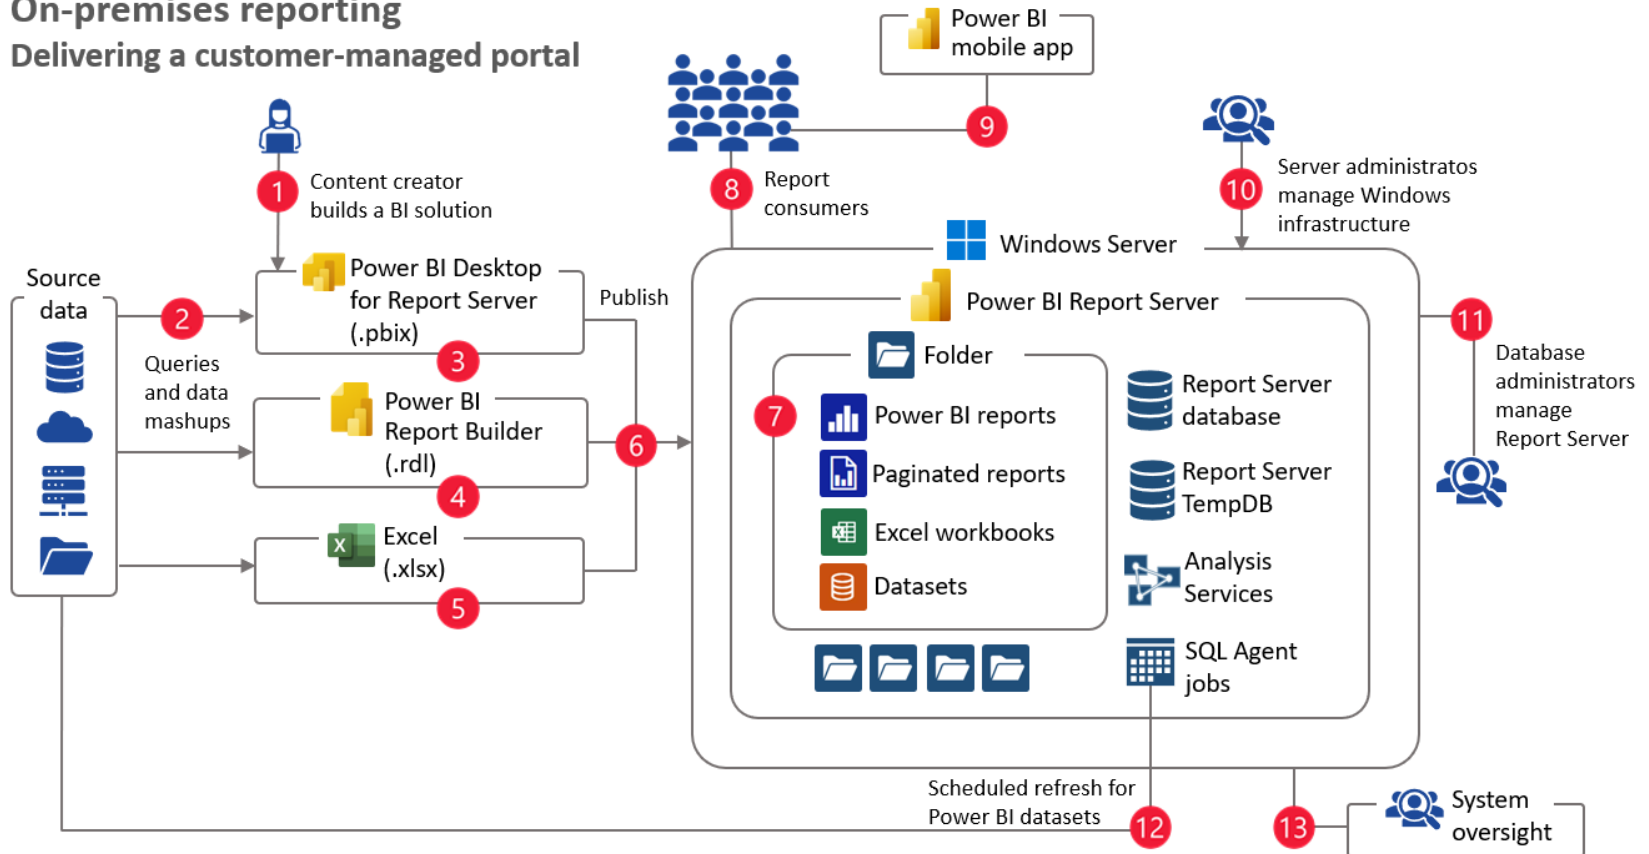 On-premises reporting
Delivering a customer-managed portal
Power BI
mobile app
9
1
Content creator
builds a BI solution
8
Report
consumers
10
Server administratos
manage Windows
infrastructure
Source
data
2
Queries
and data
mashups
Power BI Desktop
for Report Server
(.pbix)
3
Power BI
Report Builder
(.rdl)
4
X
Excel
(.xlsx)
5
Publish
6
Windows Server
Power BI Report Server
Folder
7
Power BI reports
Paginated reports
Excel workbooks
Datasets
Report Server
database
Report Server
TempDB
Analysis
Services
SQL Agent
jobs
11
Database
administrators
manage
Report Server
Scheduled refresh for
Power BI datasets
12
13
System
oversight